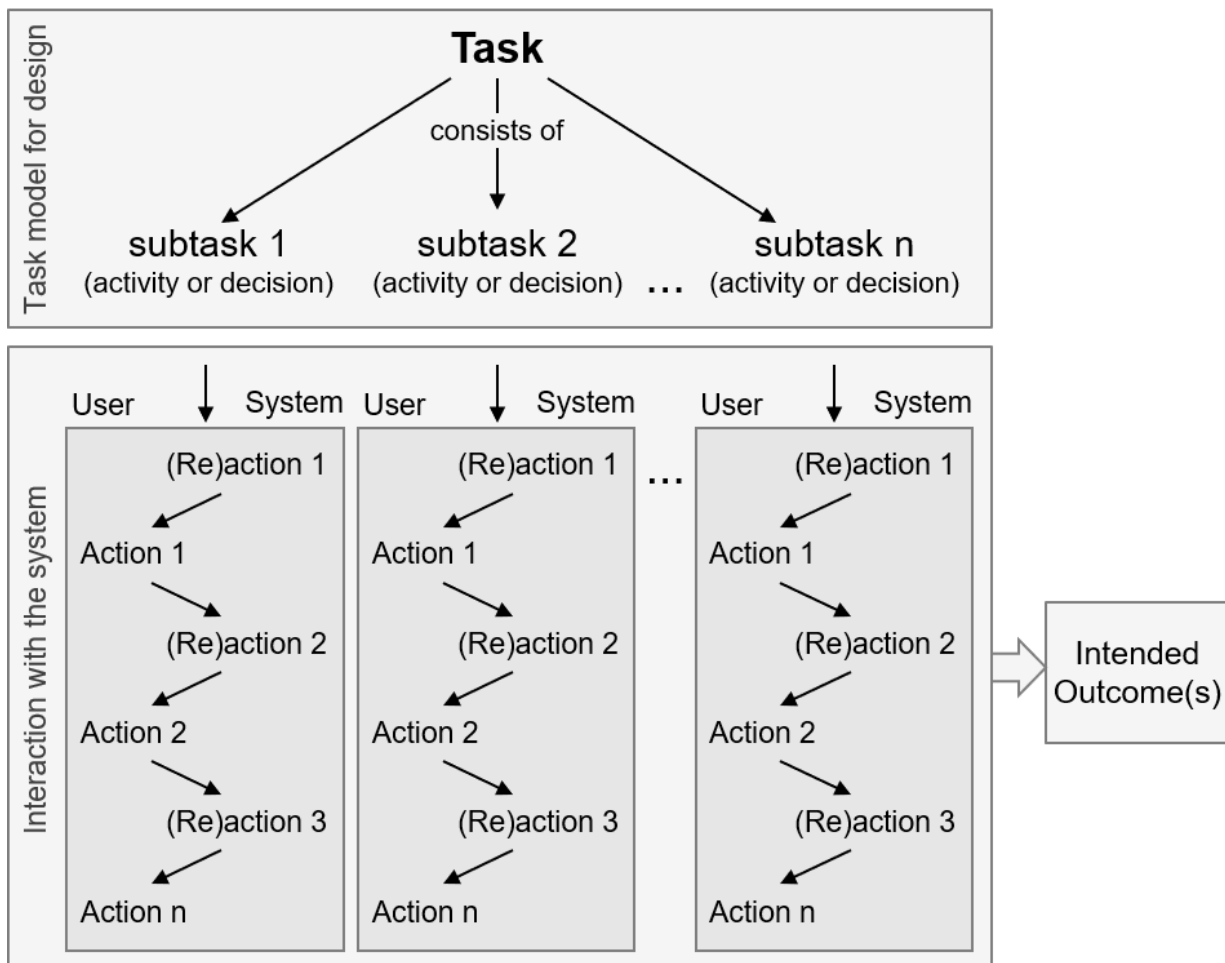 Task model for design
Task
consists of
subtask 1
(activity or decision)
subtask 2
(activity or decision)
...
subtask n
(activity or decision)
Interaction with the system
User System
(Re)action 1
Action 1
(Re)action 2
Action 2
(Re)action 3
Action n
User System
(Re)action 1
Action 1
(Re)action 2
Action 2
(Re)action 3
Action n
...
User System
(Re)action 1
Action 1
(Re)action 2
Action 2
(Re)action 3
Action n
Intended
Outcome(s)